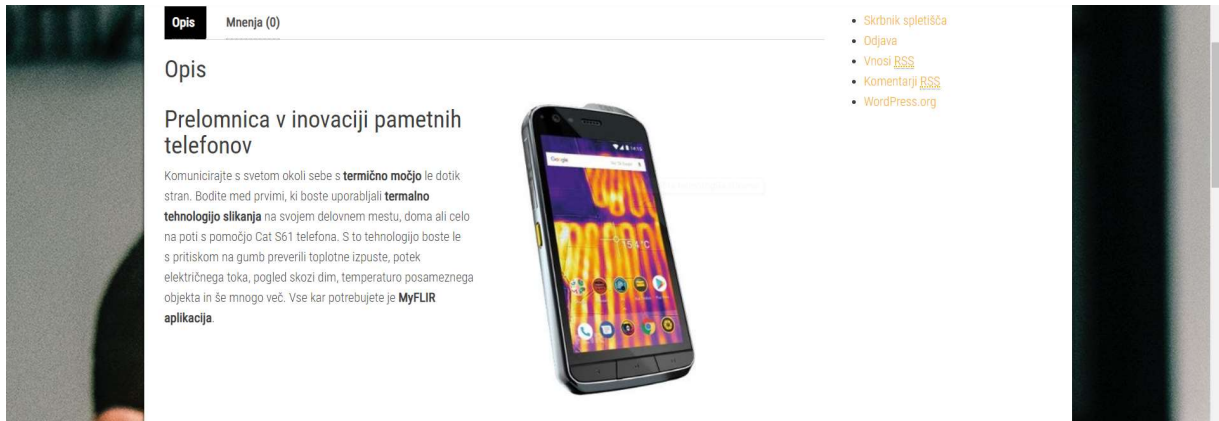 Opis
Mnenja (0)
Opis
Prelomnica v inovaciji pametnih
telefonov
Komunicirajte s svetom okoli sebe s termično močjo le dotik
stran. Bodite med prvimi, ki boste uporabljali termalno
tehnologijo slikanja na svojem delovnem mestu, doma ali celo
na poti s pomočjo Cat S61 telefona. S to tehnologijo boste le
s pritiskom na gumb preverili toplotne izpuste, potek
električnega toka, pogled skozi dim, temperaturo posameznega
objekta in še mnogo več. Vse kar potrebujete je MyFLIR
aplikacija.
Google
15.4°C
Skrbnik spletišča
Odjava
Vnosi RSS
Komentarji RSS
WordPress.org